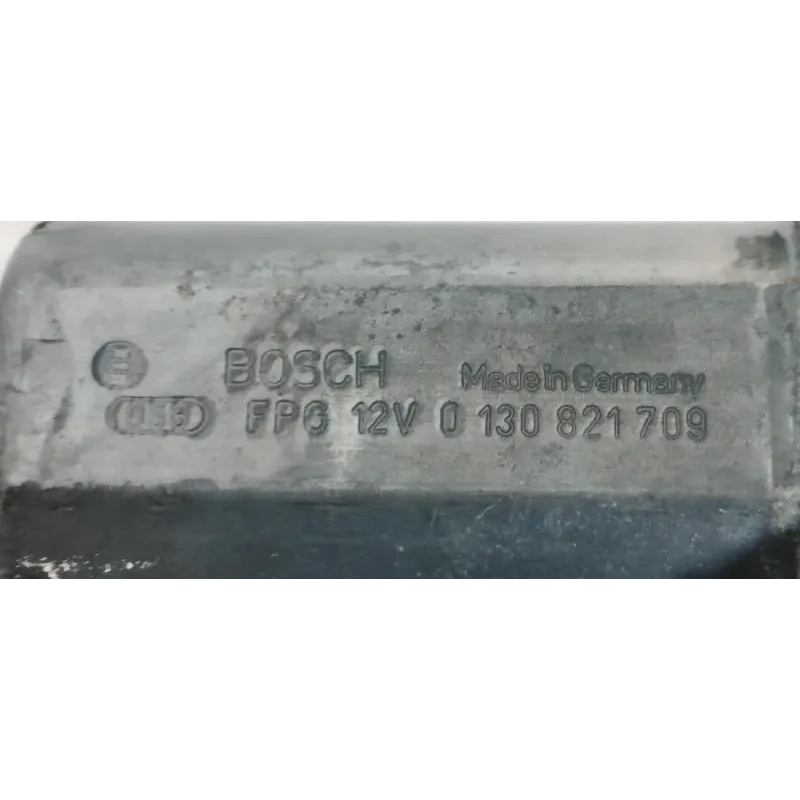 BOSCH Made in Germany
FPG 12V 0 130 821 709